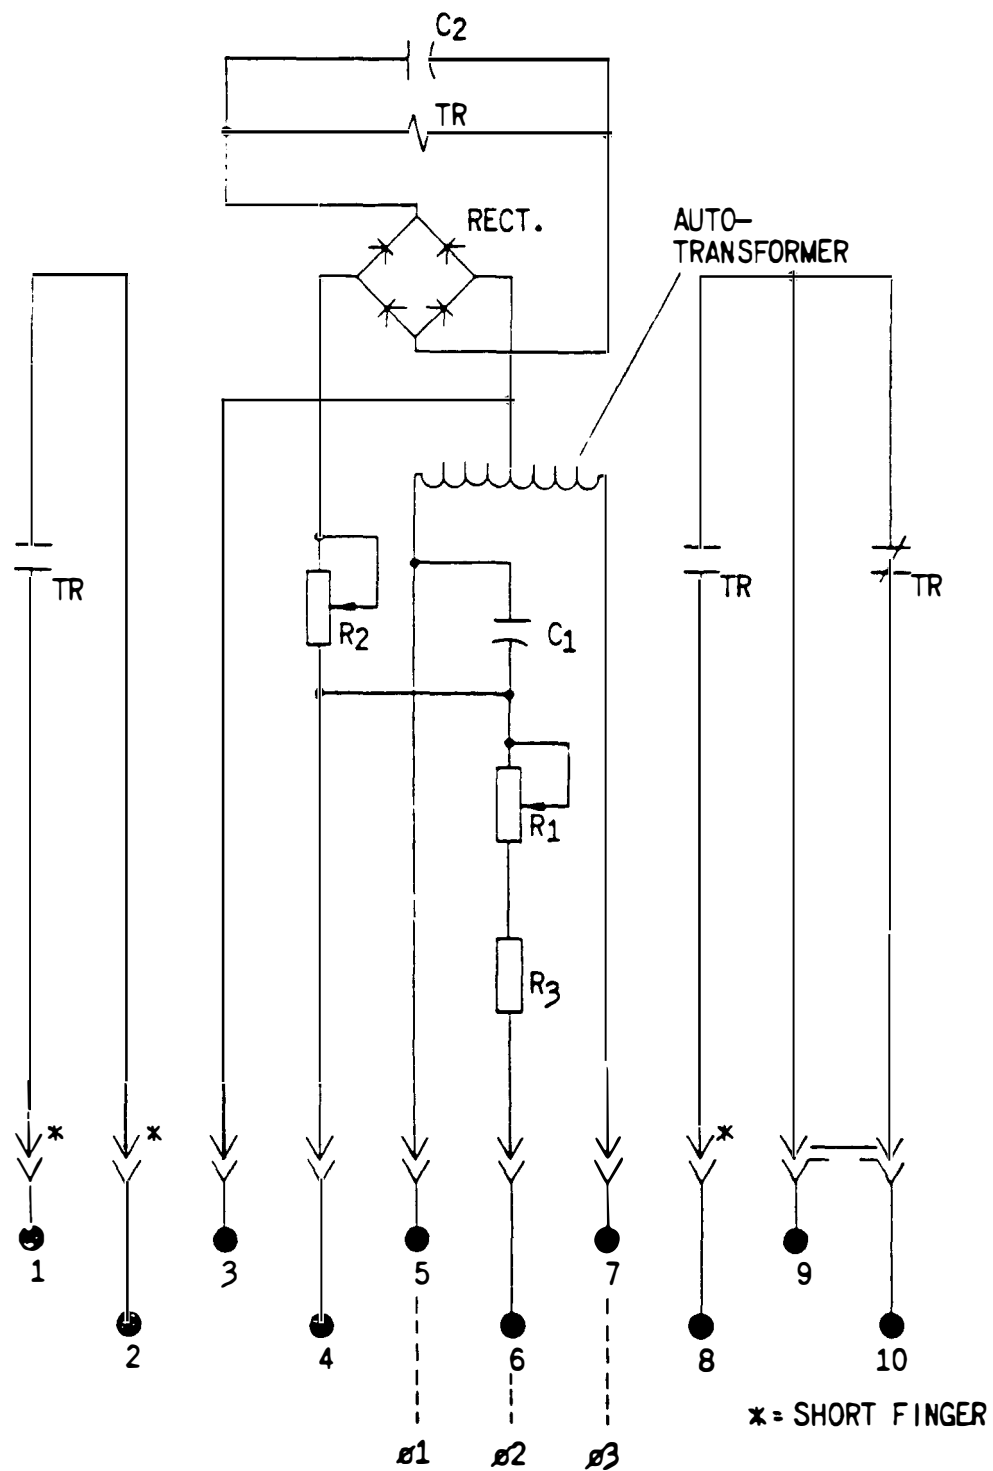 C2
TR
RECT.
AUTO-
TRANSFORMER
TR
R2
C1
TR
TR
R1
R3
*
*
*
1
3
5
7
9
2
4
6
8
10
*= SHORT FINGER
ø1
ø2
ø3